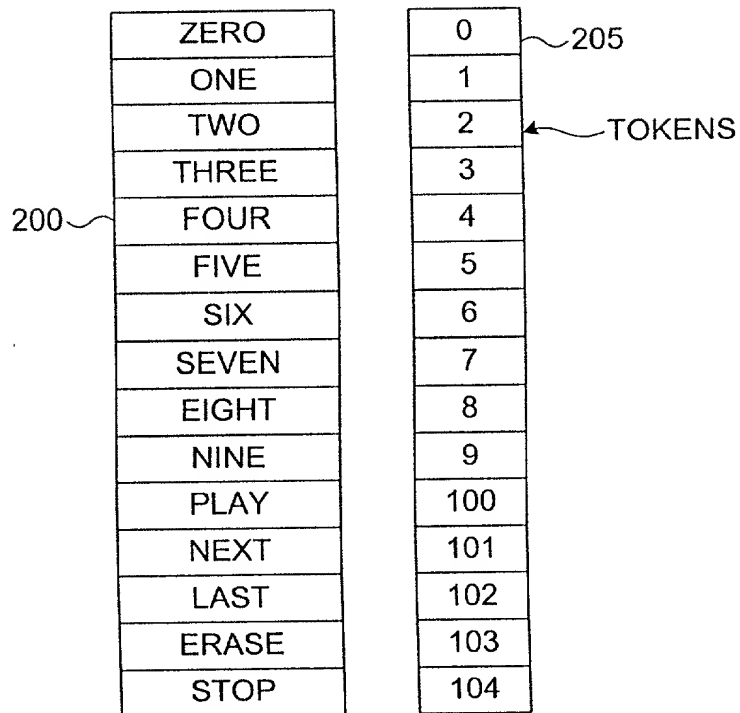 ZERO 0 205
ONE 1
TWO 2 TOKENS
THREE 3
200 FOUR 4
FIVE 5
SIX 6
SEVEN 7
EIGHT 8
NINE 9
PLAY 100
NEXT 101
LAST 102
ERASE 103
STOP 104